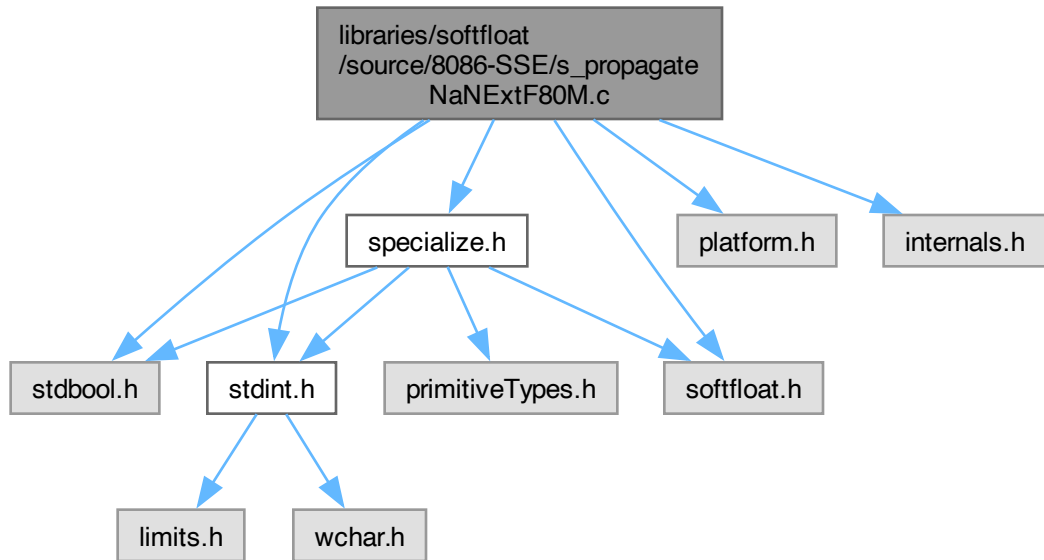 libraries/softfloat
/source/8086-SSE/s_propagate
NaNExtF80M.c
specialize.h
platform.h
internals.h
stdbool.h
stdint.h
primitiveTypes.h
softfloat.h
limits.h
wchar.h